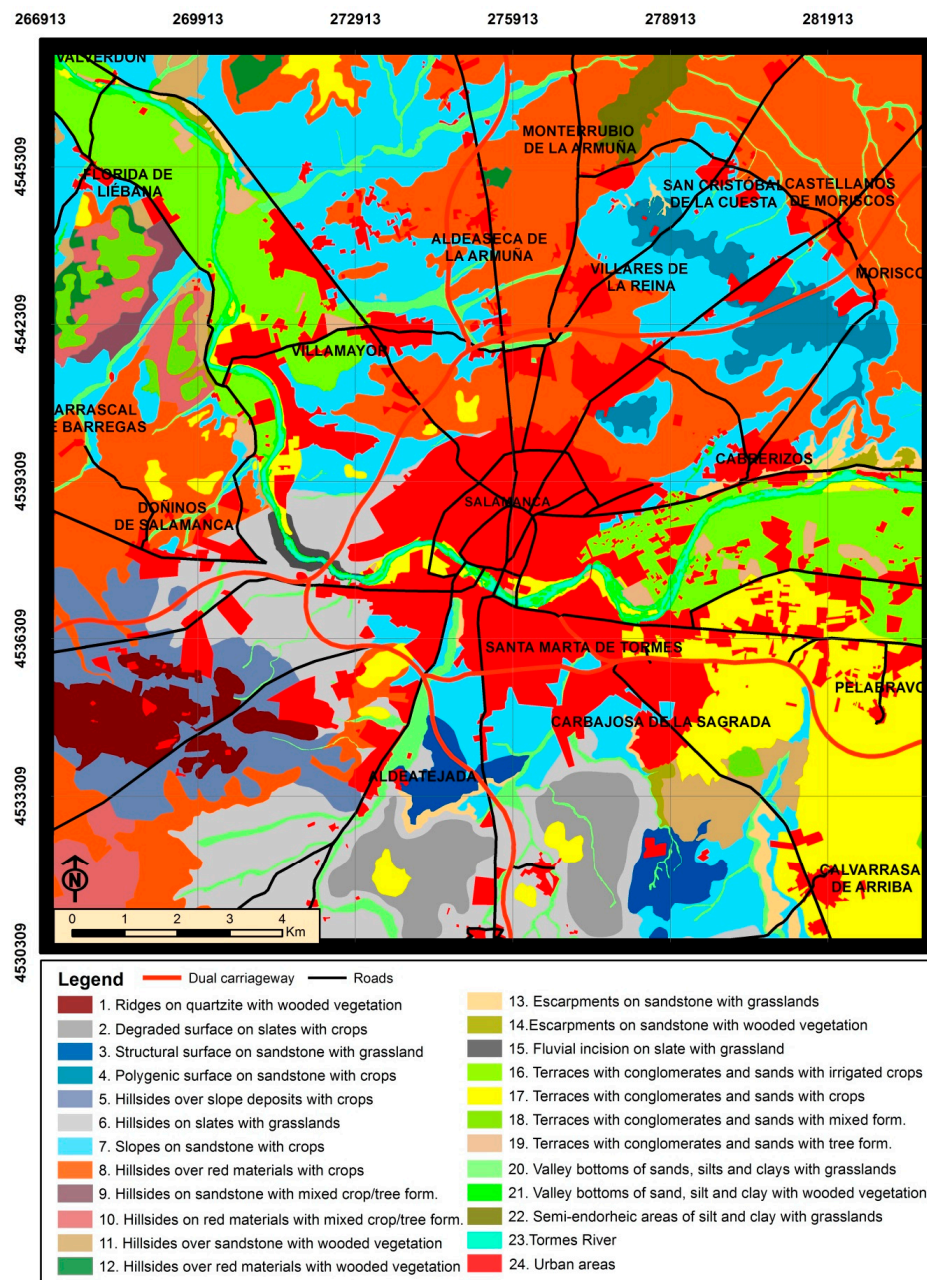 266913 269913 272913 275913 278913 281913
VALVERDÓN
4545309
MONTERRUBIO
DE LA ARMUÑA
FLORIDA DE
LIÉBANA
SAN CRISTÓBAL
DE LA CUESTA
CASTELLANOS
DE MORISCOS
ALDEASECA DE
LA ARMUÑA
VILLARES DE
LA REINA
MORISCO
4542309
VILLAMAYOR
ARRASCAL
E BARREGAS
CABRERIZOS
4539309
DOÑINOS
DE SALAMANCA
SALAMANCA
4536309
SANTA MARTA DE TORMES
PELABRAVO
CARBAJOSA DE LA SAGRADA
ALDEATEJADA
4533309
CALVARRASA
DE ARRIBA
N
0 1 2 3 4
Km
4530309
Legend Dual carriageway Roads
1. Ridges on quartzite with wooded vegetation
2. Degraded surface on slates with crops
3. Structural surface on sandstone with grassland
4. Polygenic surface on sandstone with crops
5. Hillsides over slope deposits with crops
6. Hillsides on slates with grasslands
7. Slopes on sandstone with crops
8. Hillsides over red materials with crops
9. Hillsides on sandstone with mixed crop/tree form.
10. Hillsides on red materials with mixed crop/tree form.
11. Hillsides over sandstone with wooded vegetation
12. Hillsides over red materials with wooded vegetation
13. Escarpments on sandstone with grasslands
14.Escarpments on sandstone with wooded vegetation
15. Fluvial incision on slate with grassland
16. Terraces with conglomerates and sands with irrigated crops
17. Terraces with conglomerates and sands with crops
18. Terraces with conglomerates and sands with mixed form.
19. Terraces with conglomerates and sands with tree form.
20. Valley bottoms of sands, silts and clays with grasslands
21. Valley bottoms of sand, silt and clay with wooded vegetation
22. Semi-endorheic areas of silt and clay with grasslands
23.Tormes River
24. Urban areas